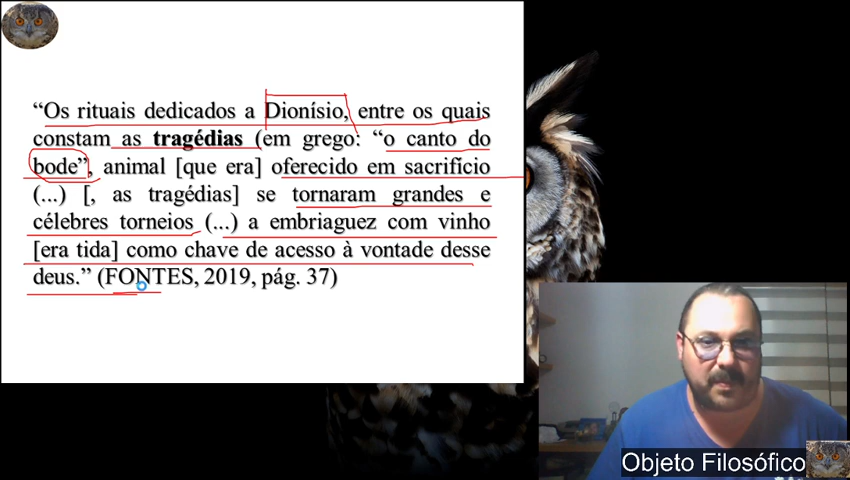 “Os rituais dedicados a Dionísio, entre os quais
constam as tragédias (em grego: “o canto do
bode”, animal [que era] oferecido em sacrifício
(...) [, as tragédias] se tornaram grandes e
célebres torneios (...) a embriaguez com vinho
[era tida] como chave de acesso à vontade desse
deus.” (FONTES, 2019, pág. 37)
Objeto Filosófico